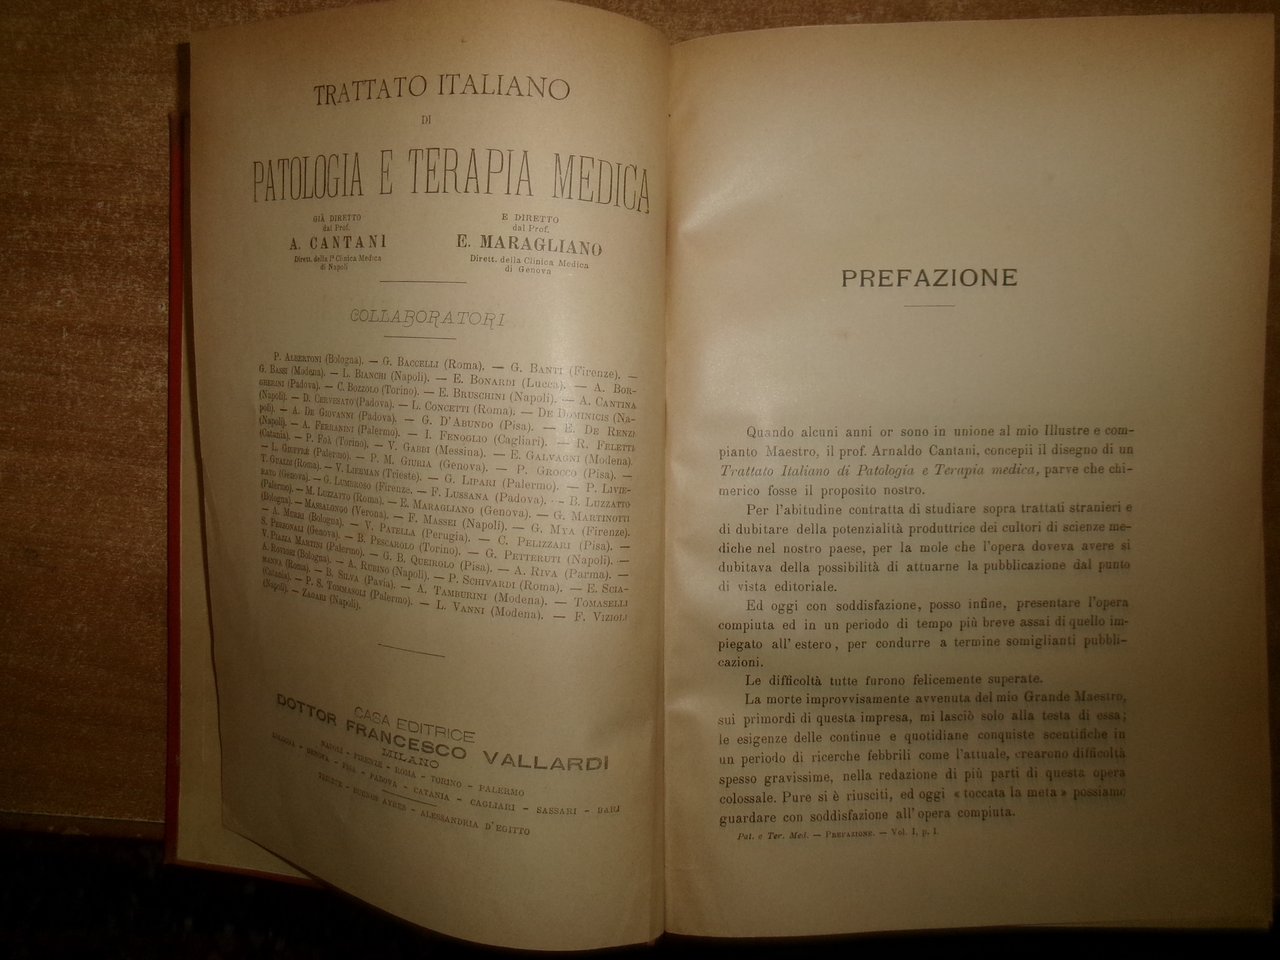 TRATTATO ITALIANO
DI
PATOLOGIA E TERAPIA MEDICA
GIÀ DIRETTO
dal Prof.
A. CANTANI
Dirett. della Iª Clinica Medica
di Napoli
E DIRETTO
dal Prof.
E. MARAGLIANO
Dirett. della Clinica Medica
di Genova
COLLABORATORI
P. ALBERTONI (Bologna). — G. BACCELLI (Roma). — G. BANTI (Firenze). —
G. BASSI (Modena). — L. BIANCHI (Napoli). — E. BONARDI (Lucca). — A. BOR-
GHERINI (Padova). — C. BOZZOLO (Torino). — E. BRUSCHINI (Napoli). — A. CANTINA
(Napoli). — D. CERVESATO (Padova). — L. CONCETTI (Roma). — DE DOMINICIS (Na-
poli). — A. DE GIOVANNI (Padova). — G. D'ABUNDO (Pisa). — E. DE RENZI
(Napoli). — A. FERRANINI (Palermo). — I. FENOGLIO (Cagliari). — R. FELETTI
(Catania). — P. FOÀ (Torino). — V. GABBI (Messina). — E. GALVAGNI (Modena).
— L. GIUFFRÈ (Palermo). — P. M. GIURIA (Genova). — P. GROCCO (Pisa). —
T. GUALDI (Roma). — V. LIEBMAN (Trieste). — G. LIPARI (Palermo). — P. LIVIE-
RATO (Genova). — G. LUMBROSO (Firenze). — F. LUSSANA (Padova). — B. LUZZATTO
(Palermo). — M. LUZZATTO (Roma). — E. MARAGLIANO (Genova). — G. MARTINOTTI
(Bologna). — MASSALONGO (Verona). — F. MASSEI (Napoli). — G. MYA (Firenze).
— A. MURRI (Bologna). — V. PATELLA (Perugia). — C. PELIZZARI (Pisa). —
S. PERSONALI (Genova). — B. PESCAROLO (Torino). — G. PETTERUTI (Napoli). —
V. PIAZZA MARTINI (Palermo). — G. B. QUEIROLO (Pisa). — A. RIVA (Parma). —
A. ROVIGHI (Bologna). — A. RUBINO (Napoli). — P. SCHIVARDI (Roma). — E. SCIA-
MANNA (Roma). — B. SILVA (Pavia). — A. TAMBURINI (Modena). — TOMASELLI
(Catania). — P. S. TOMMASOLI (Palermo). — L. VANNI (Modena). — F. VIZIOLI
(Napoli). — ZAGARI (Napoli).
CASA EDITRICE
DOTTOR FRANCESCO VALLARDI
MILANO
NAPOLI - FIRENZE - ROMA - TORINO - PALERMO
BOLOGNA - GENOVA - PISA - PADOVA - CATANIA - CAGLIARI - SASSARI - BARI
TRIESTE - BUENOS AYRES - ALESSANDRIA D'EGITTO
PREFAZIONE
Quando alcuni anni or sono in unione al mio Illustre e com-
pianto Maestro, il prof. Arnaldo Cantani, concepii il disegno di un
Trattato Italiano di Patologia e Terapia medica, parve che chi-
merico fosse il proposito nostro.
Per l'abitudine contratta di studiare sopra trattati stranieri e
di dubitare della potenzialità produttrice dei cultori di scienze me-
diche nel nostro paese, per la mole che l'opera doveva avere si
dubitava della possibilità di attuarne la pubblicazione dal punto
di vista editoriale.
Ed oggi con soddisfazione, posso infine, presentare l'opera
compiuta ed in un periodo di tempo più breve assai di quello im-
piegato all' estero, per condurre a termine somiglianti pubbli-
cazioni.
Le difficoltà tutte furono felicemente superate.
La morte improvvisamente avvenuta del mio Grande Maestro,
sui primordi di questa impresa, mi lasciò solo alla testa di essa;
le esigenze delle continue e quotidiane conquiste scentifiche in
un periodo di ricerche febbrili come l'attuale, crearono difficoltà
spesso gravissime, nella redazione di più parti di questa opera
colossale. Pure si è riusciti, ed oggi « toccata la meta » possiamo
guardare con soddisfazione all' opera compiuta.
Pat. e Ter. Med. — PREFAZIONE. — Vol. I, p. I.